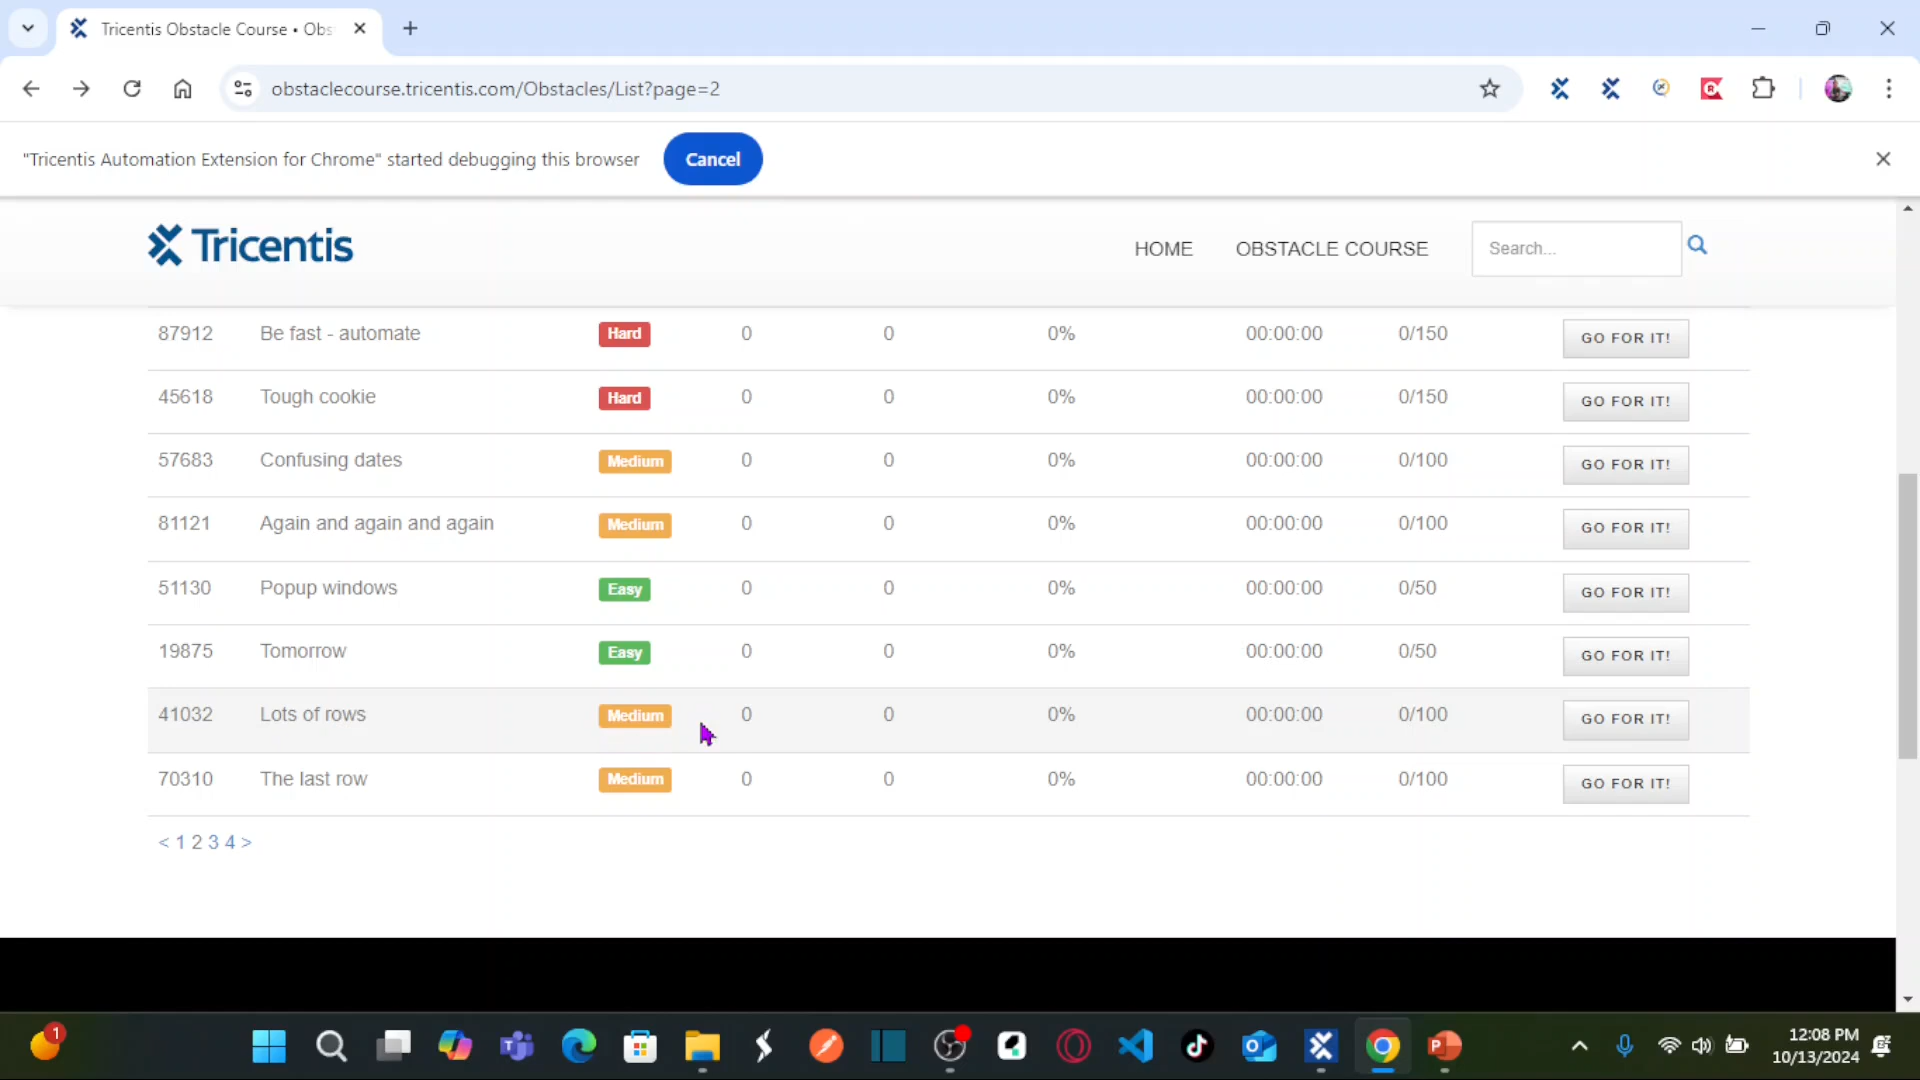 Tricentis Obstacle Course • Obs
obstaclecourse.tricentis.com/Obstacles/List?page=2
"Tricentis Automation Extension for Chrome" started debugging this browser Cancel
Tricentis HOME OBSTACLE COURSE Search...
87912 Be fast - automate Hard 0 0 0% 00:00:00 0/150 GO FOR IT!
45618 Tough cookie Hard 0 0 0% 00:00:00 0/150 GO FOR IT!
57683 Confusing dates Medium 0 0 0% 00:00:00 0/100 GO FOR IT!
81121 Again and again and again Medium 0 0 0% 00:00:00 0/100 GO FOR IT!
51130 Popup windows Easy 0 0 0% 00:00:00 0/50 GO FOR IT!
19875 Tomorrow Easy 0 0 0% 00:00:00 0/50 GO FOR IT!
41032 Lots of rows Medium 0 0 0% 00:00:00 0/100 GO FOR IT!
70310 The last row Medium 0 0 0% 00:00:00 0/100 GO FOR IT!
< 1 2 3 4 >
1 12:08 PM
10/13/2024